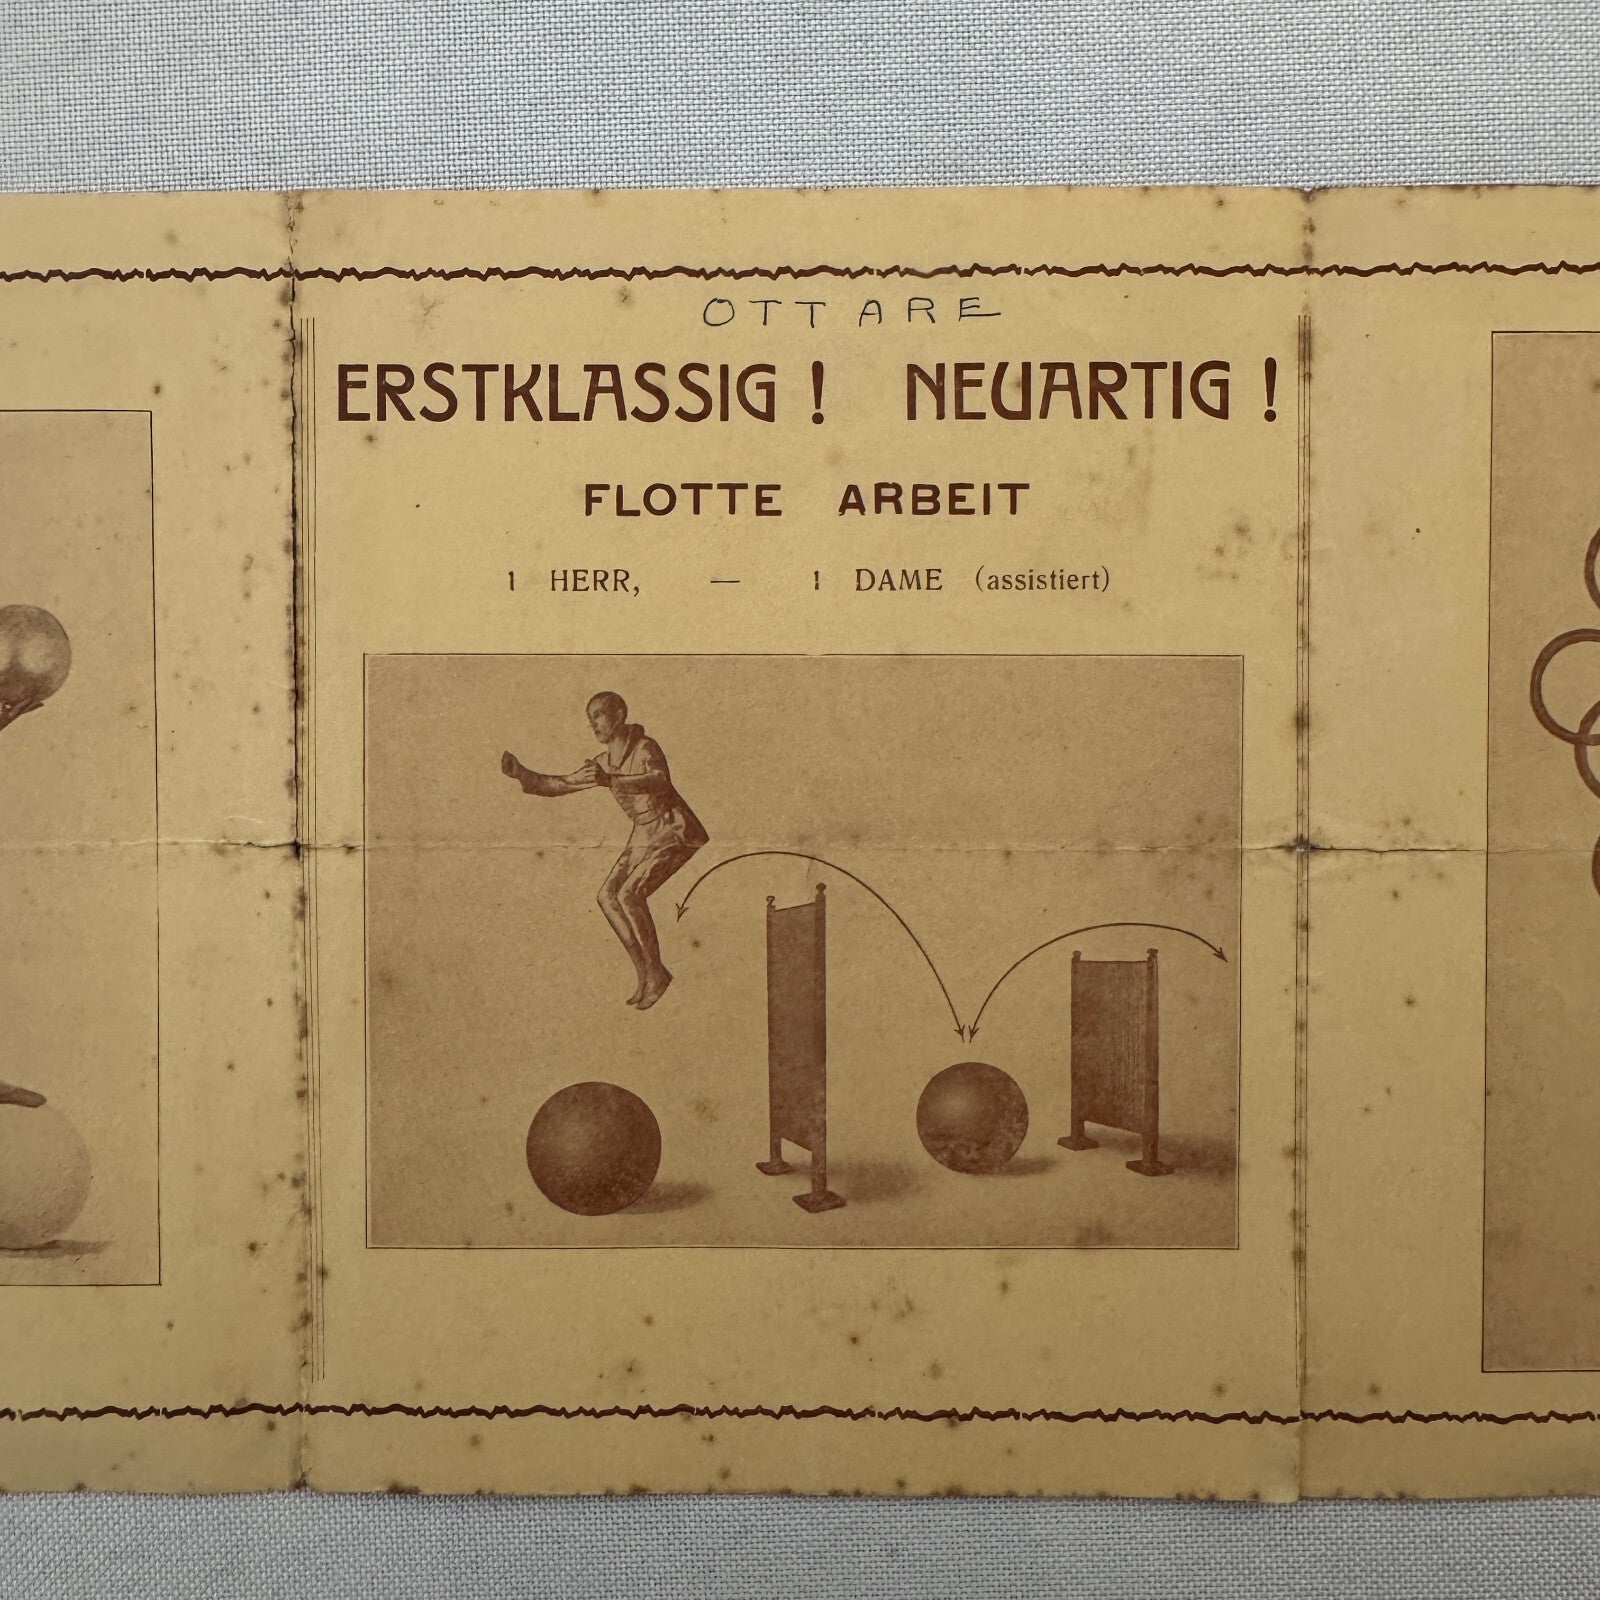 OTTARE
ERSTKLASSIG! NEUARTIG!
FLOTTE ARBEIT
1 HERR, — 1 DAME (assistiert)